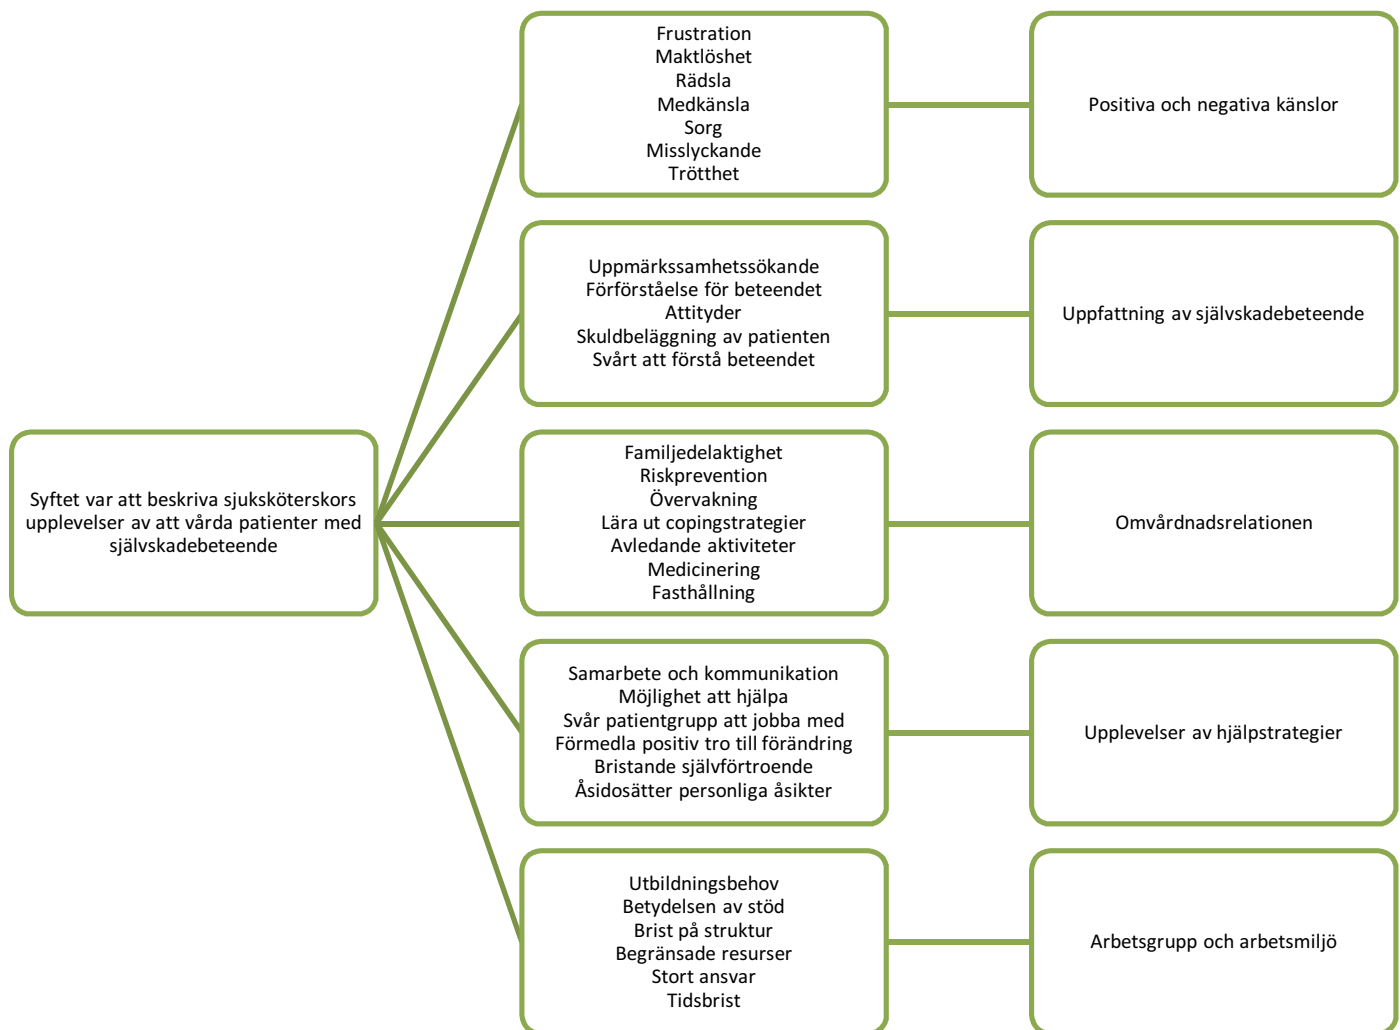 Frustration
Maktlöshet
Rädsla
Medkänsla
Sorg
Misslyckande
Trötthet
Positiva och negativa känslor
Uppmärkssamhetssökande
Förförståelse för beteendet
Attityder
Skuldbeläggning av patienten
Svårt att förstå beteendet
Uppfattning av självskadebeteende
Syftet var att beskriva sjuksköterskors
upplevelser av att vårda patienter med
självskadebeteende
Familjedelaktighet
Riskprevention
Övervakning
Lära ut copingstrategier
Avledande aktiviteter
Medicinering
Fasthållning
Omvårdnadsrelationen
Samarbete och kommunikation
Möjlighet att hjälpa
Svår patientgrupp att jobba med
Förmedla positiv tro till förändring
Bristande självförtroende
Åsidosätter personliga åsikter
Upplevelser av hjälpstrategier
Utbildningsbehov
Betydelsen av stöd
Brist på struktur
Begränsade resurser
Stort ansvar
Tidsbrist
Arbetsgrupp och arbetsmiljö